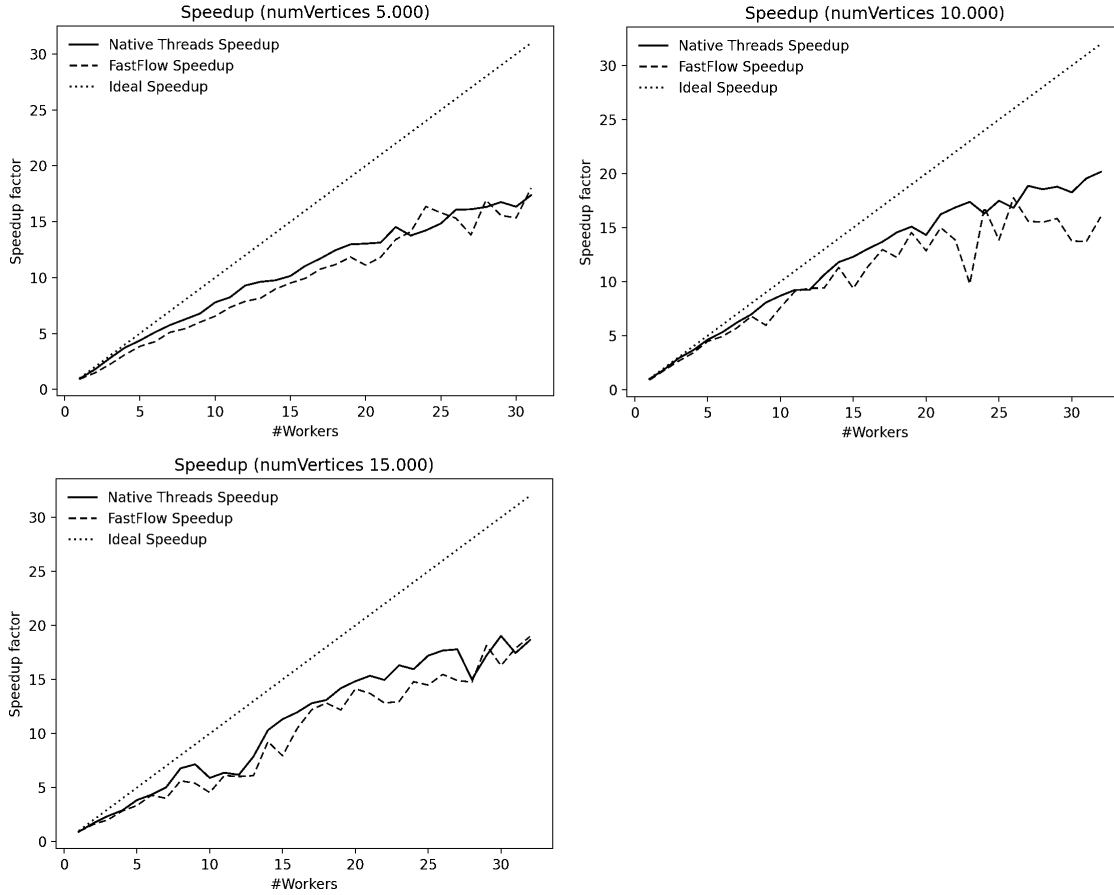 Speedup (numVertices 5.000)
Native Threads Speedup
FastFlow Speedup
Ideal Speedup
Speedup factor
30
25
20
15
10
5
0
0 5 10 15 20 25 30
#Workers
Speedup (numVertices 10.000)
Native Threads Speedup
FastFlow Speedup
Ideal Speedup
Speedup factor
30
25
20
15
10
5
0
0 5 10 15 20 25 30
#Workers
Speedup (numVertices 15.000)
Native Threads Speedup
FastFlow Speedup
Ideal Speedup
Speedup factor
30
25
20
15
10
5
0
0 5 10 15 20 25 30
#Workers